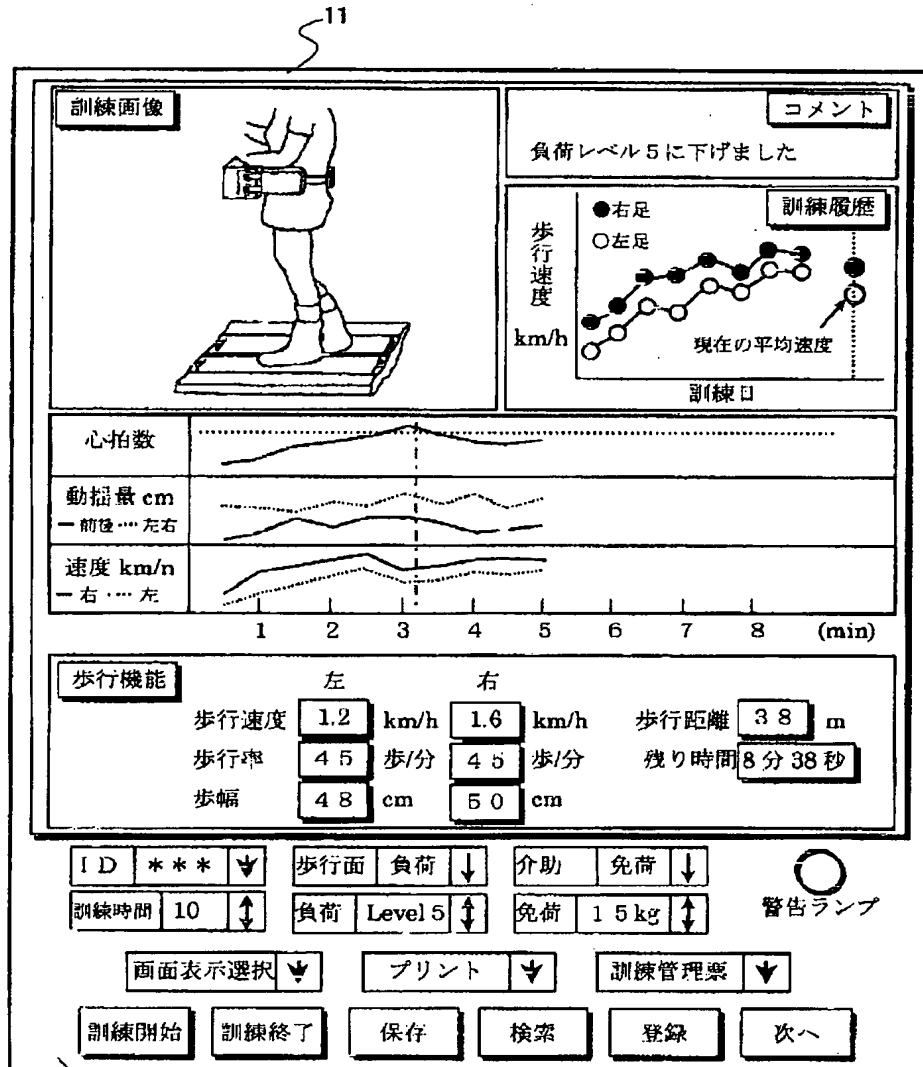 11
訓練画像
コメント
負荷レベル5に下げました
訓練履歴
●右足
○左足
歩行速度
km/h
現在の平均速度
訓練日
心拍数
動揺量 cm
― 前後 ···· 左右
速度 km/h
― 右 ···· 左
1 2 3 4 5 6 7 8 (min)
歩行機能
左 右
歩行速度 1.2 km/h 1.6 km/h 歩行距離 38 m
歩行率 45 歩/分 45 歩/分 残り時間 8分38秒
歩幅 48 cm 50 cm
ID *** 歩行面 負荷 ↓ 介助 免荷 ↓
訓練時間 10 負荷 Level 5 免荷 15kg 警告ランプ
画面表示選択 プリント 訓練管理票
訓練開始 訓練終了 保存 検索 登録 次へ